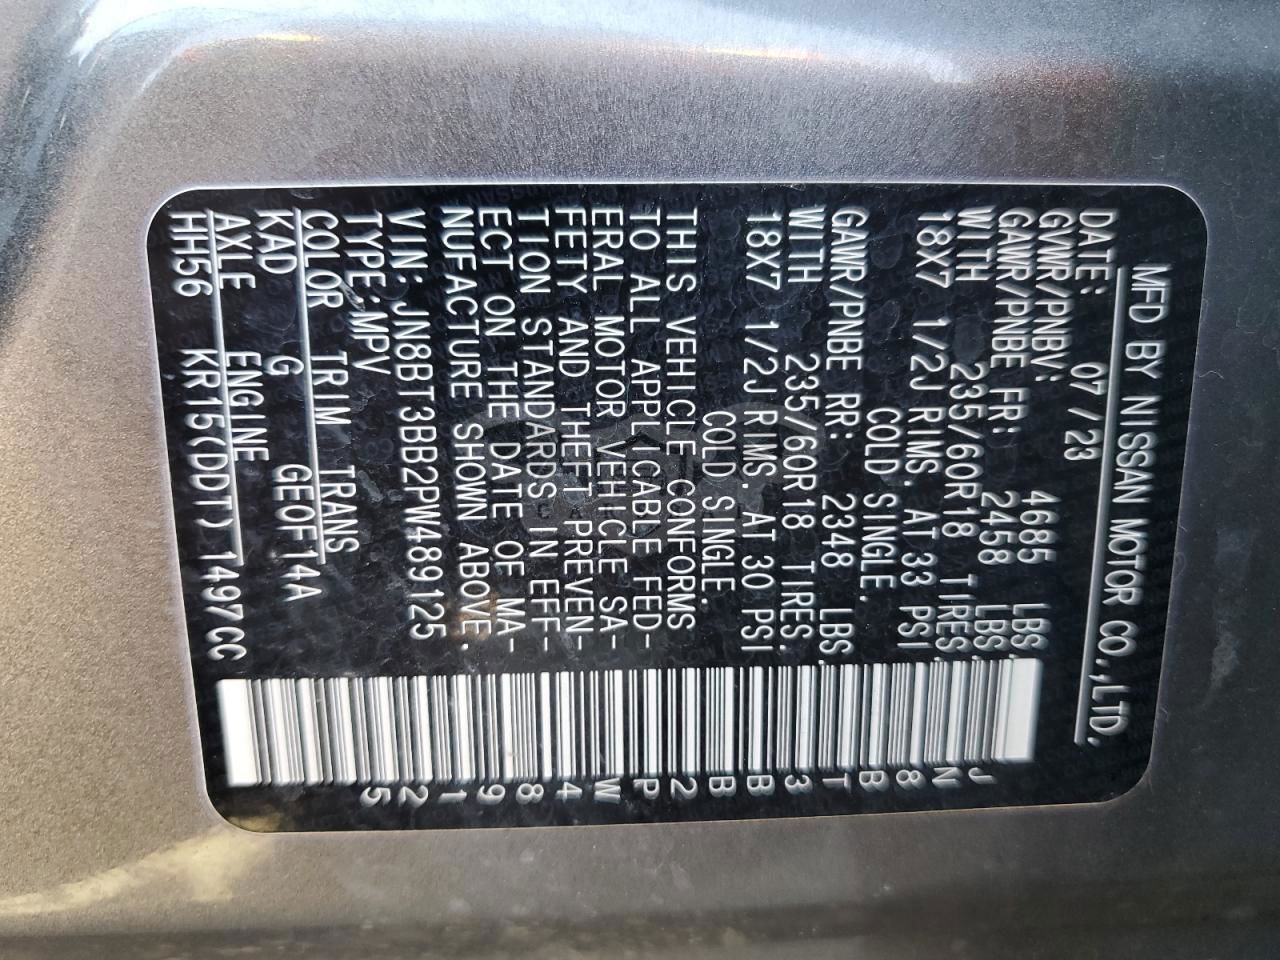 MFD BY NISSAN MOTOR CO.,LTD.
DATE: 07 /23
GVWR/PNBV: 4685 LBS.
GAWR/PNBE FR: 2458 LBS.
WITH 235/60R18 TIRES.
18X7 1/2J RIMS. AT 33 PSI
COLD SINGLE.
GAWR/PNBE RR: 2348 LBS.
WITH 235/60R18 TIRES.
18X7 1/2J RIMS. AT 30 PSI
COLD SINGLE.
THIS VEHICLE CONFORMS
TO ALL APPLICABLE FED-
ERAL MOTOR VEHICLE SA-
FETY AND THEFT PREVEN-
TION STANDARDS IN EFF-
ECT ON THE DATE OF MA-
NUFACTURE SHOWN ABOVE.
VIN: JN8BT3BB2PW489125
TYPE:MPV
COLOR TRIM TRANS
KAD G GE0F14A
AXLE ENGINE
HH56 KR15(DDT) 1497CC
JN8BT3BB2PW489125